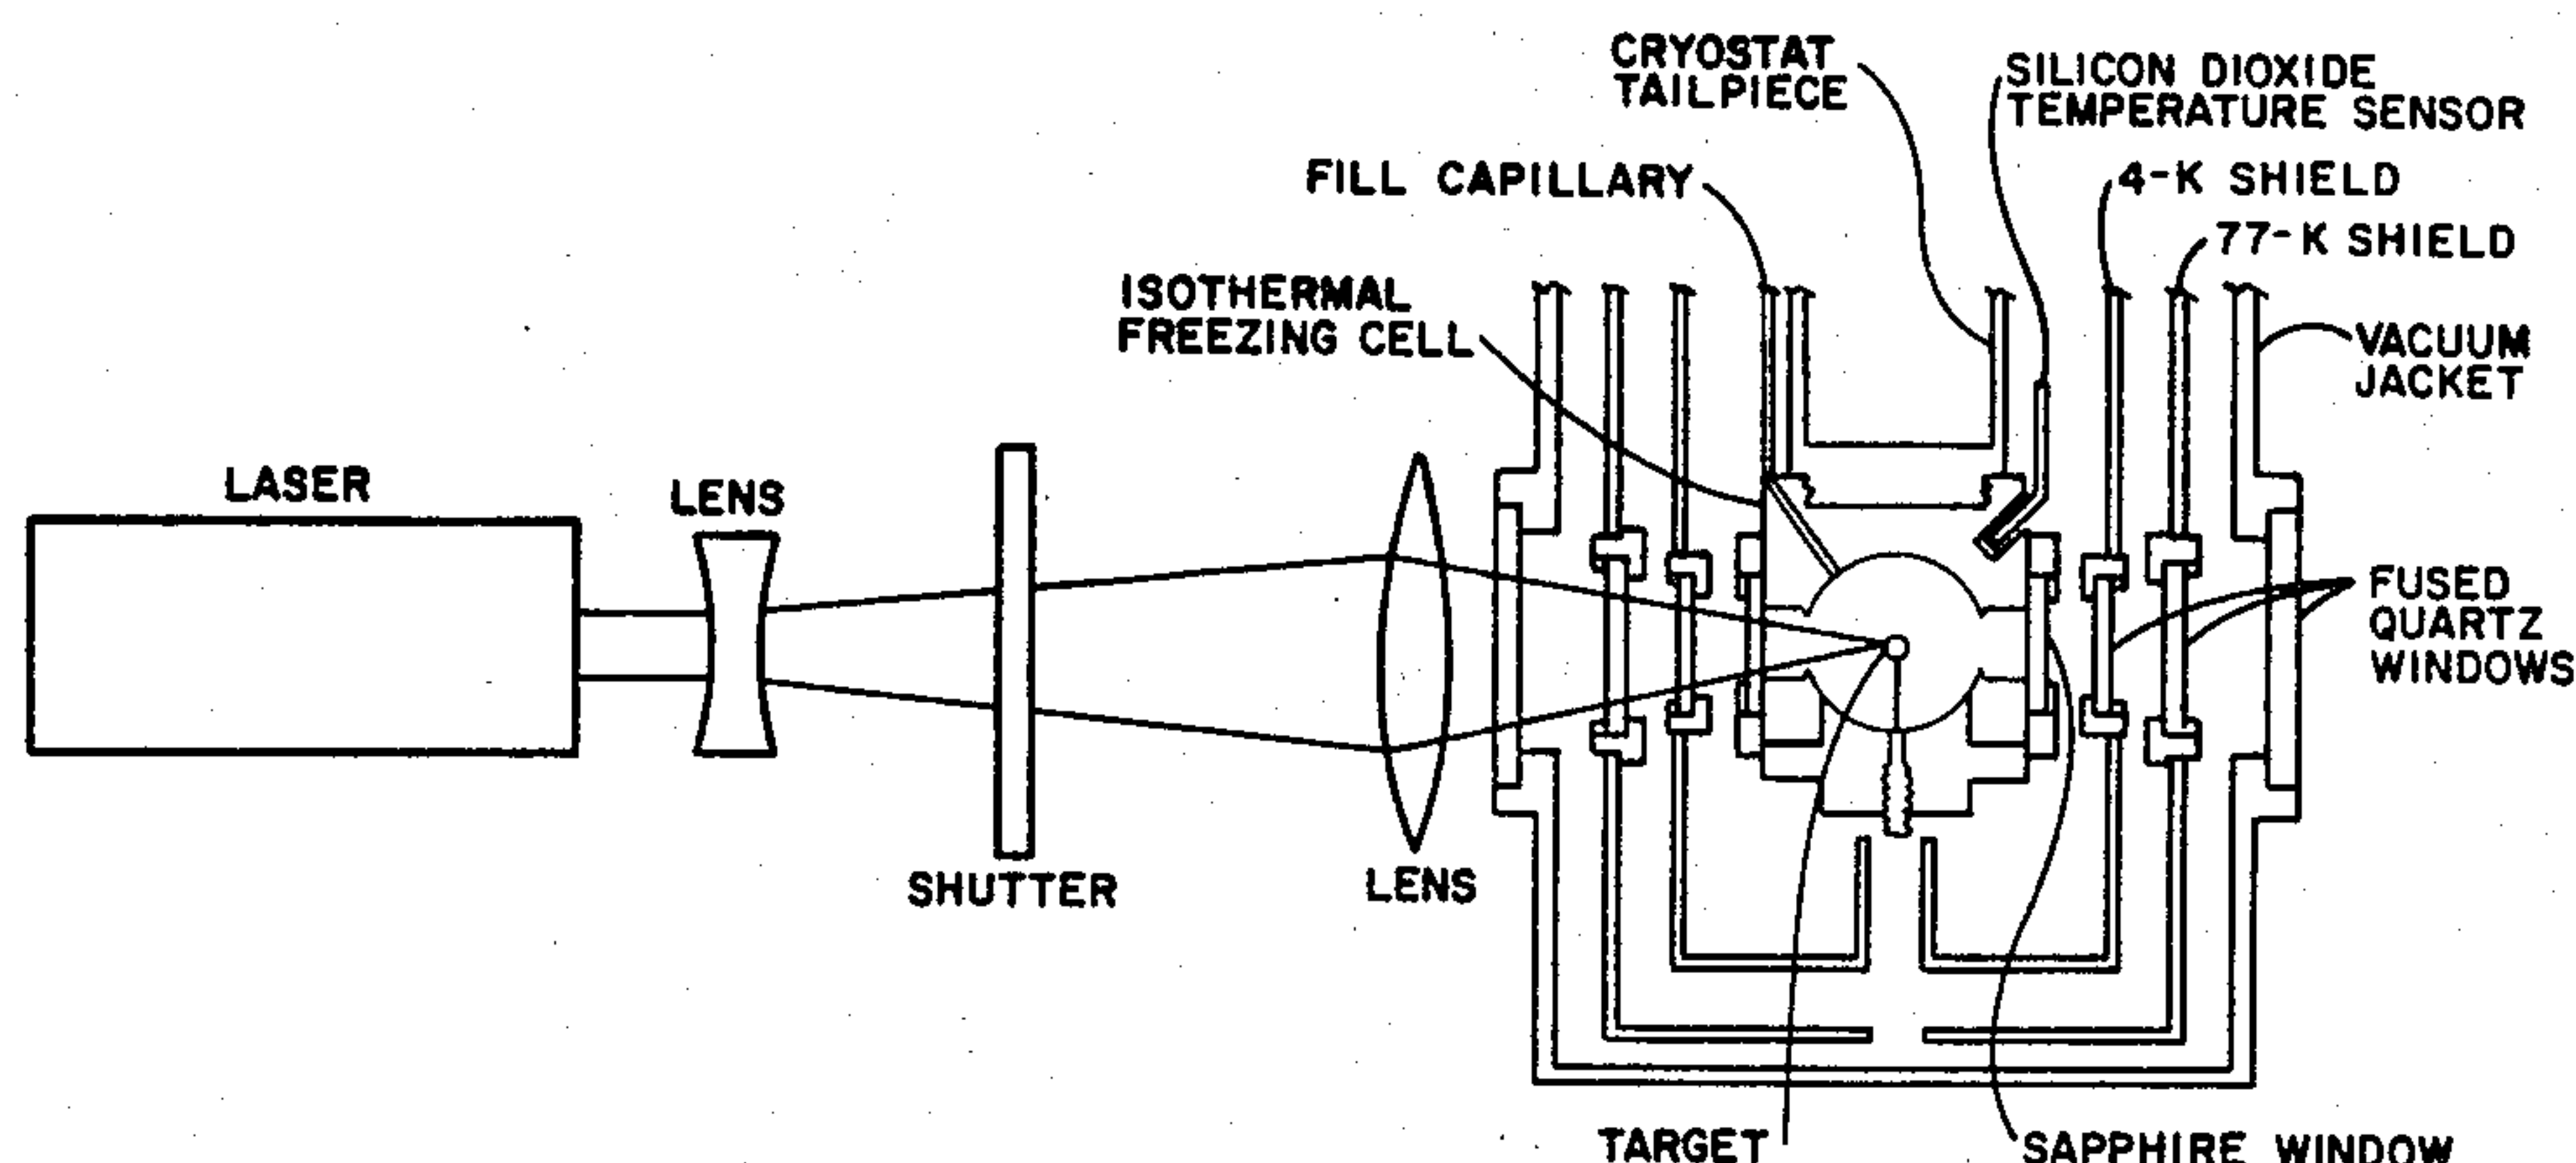 CRYOSTAT
TAILPIECE
SILICON DIOXIDE
TEMPERATURE SENSOR
FILL CAPILLARY
4-K SHIELD
77-K SHIELD
ISOTHERMAL
FREEZING CELL
VACUUM
JACKET
LASER
LENS
FUSED
QUARTZ
WINDOWS
SHUTTER
LENS
TARGET
SAPPHIRE WINDOW